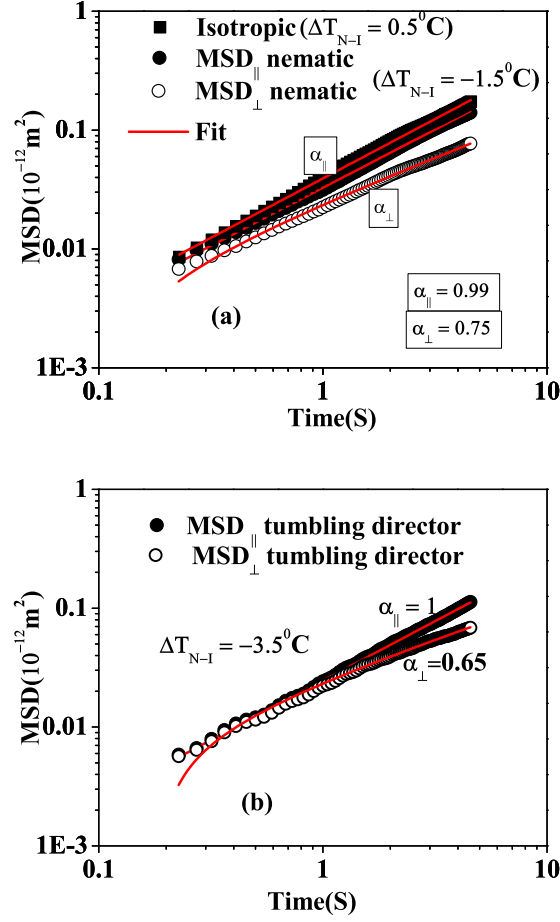 Isotropic (ΔT_N–I = 0.5⁰C)
MSD_|| nematic
MSD_⊥ nematic
(ΔT_N–I = −1.5⁰C)
Fit
α_||
α_⊥
α_|| = 0.99
α_⊥ = 0.75
(a)
MSD(10⁻¹² m²)
1
0.1
0.01
1E-3
0.1
1
10
Time(S)
MSD_|| tumbling director
MSD_⊥ tumbling director
α_|| = 1
ΔT_N–I = −3.5⁰C
α_⊥=0.65
(b)
MSD(10⁻¹² m²)
1
0.1
0.01
1E-3
0.1
1
10
Time(S)